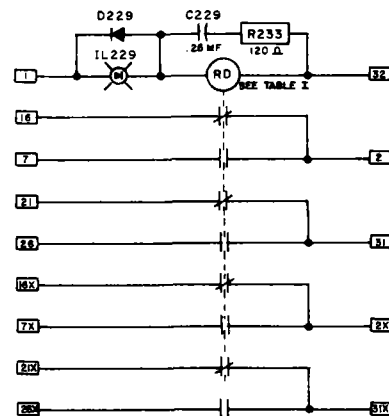 D229
C229
R233
IL229
.25 MF
120 Ω
1
RD
32
SEE TABLE I
16
7
2
21
26
31
16X
7X
2X
21X
26X
31X